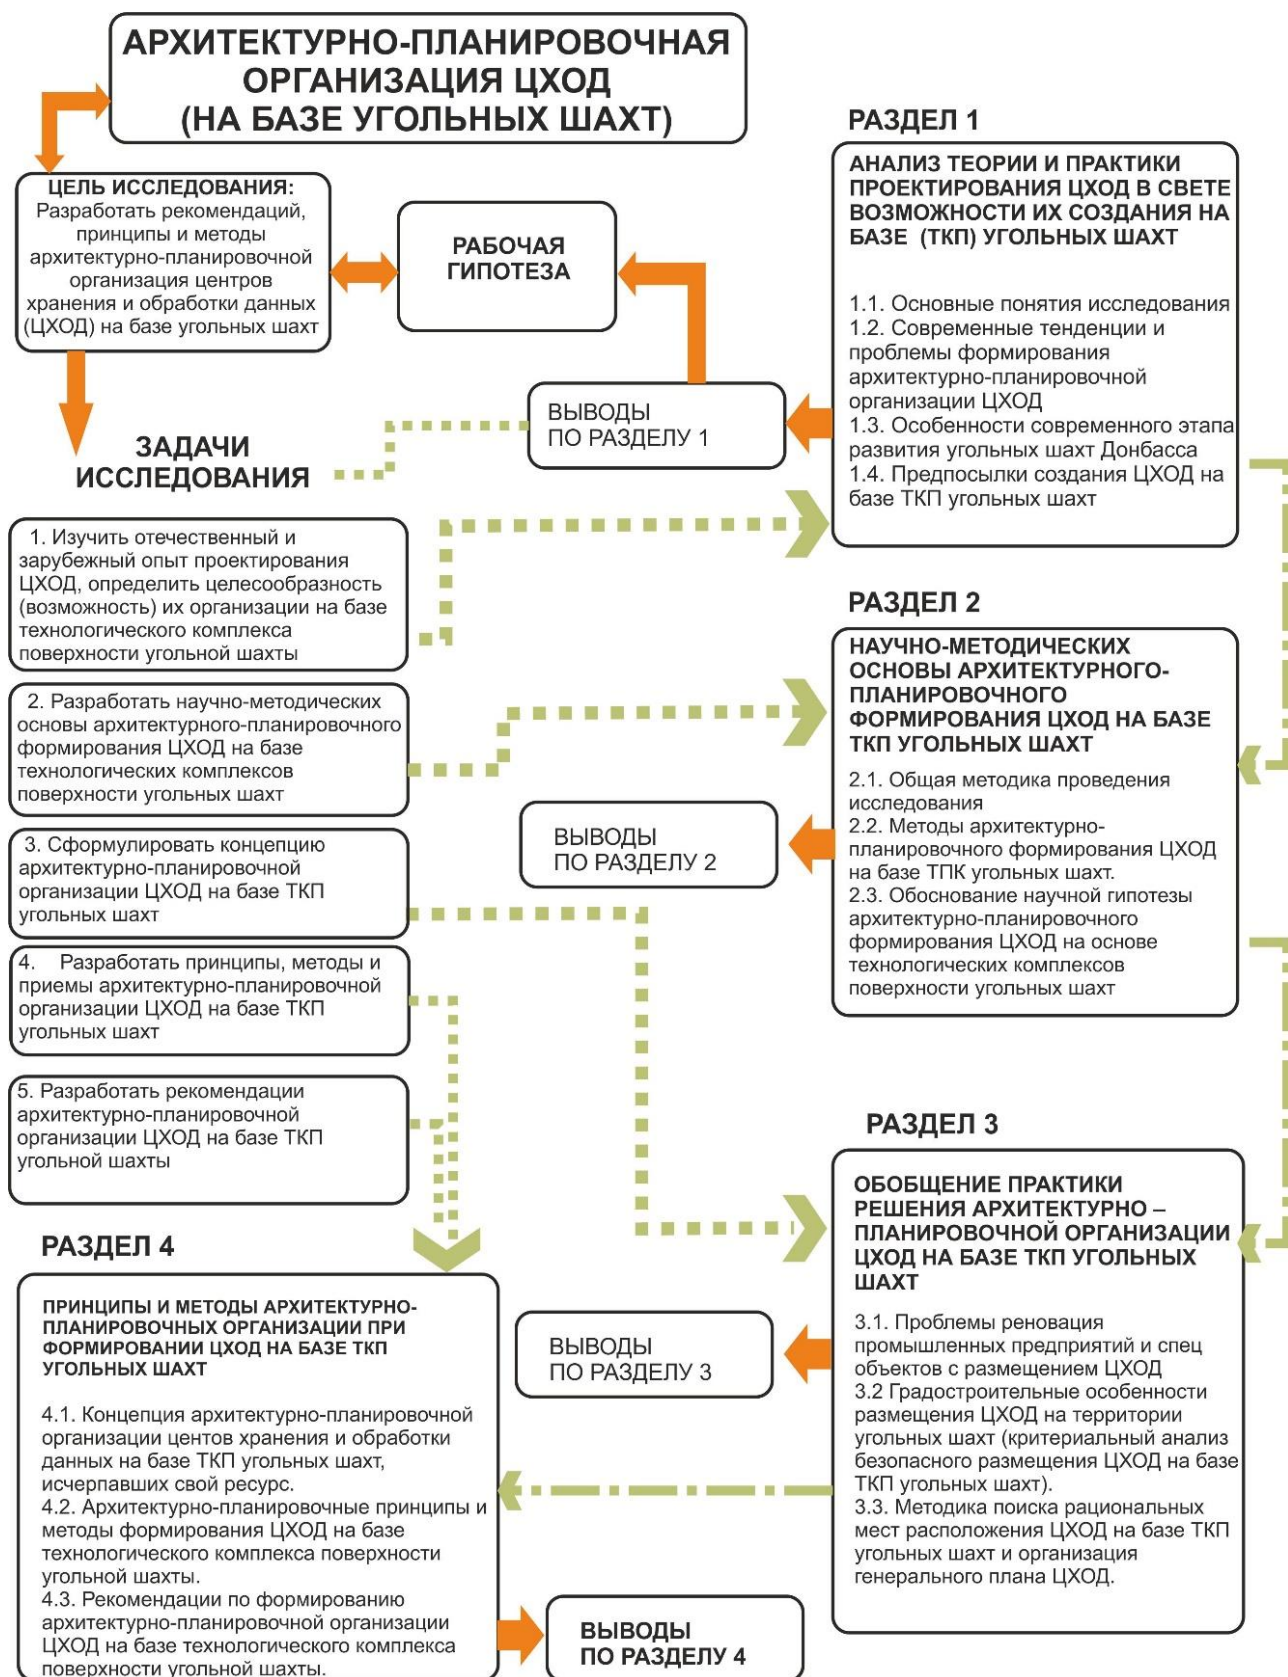 АРХИТЕКТУРНО-ПЛАНИРОВОЧНАЯ
ОРГАНИЗАЦИЯ ЦХОД
(НА БАЗЕ УГОЛЬНЫХ ШАХТ)
ЦЕЛЬ ИССЛЕДОВАНИЯ:
Разработать рекомендаций,
принципы и методы
архитектурно-планировочной
организация центров
хранения и обработки данных
(ЦХОД) на базе угольных шахт
РАБОЧАЯ
ГИПОТЕЗА
ВЫВОДЫ
ПО РАЗДЕЛУ 1
РАЗДЕЛ 1
АНАЛИЗ ТЕОРИИ И ПРАКТИКИ
ПРОЕКТИРОВАНИЯ ЦХОД В СВЕТЕ
ВОЗМОЖНОСТИ ИХ СОЗДАНИЯ НА
БАЗЕ (ТКП) УГОЛЬНЫХ ШАХТ
1.1. Основные понятия исследования
1.2. Современные тенденции и
проблемы формирования
архитектурно-планировочной
организации ЦХОД
1.3. Особенности современного этапа
развития угольных шахт Донбасса
1.4. Предпосылки создания ЦХОД на
базе ТКП угольных шахт
ЗАДАЧИ
ИССЛЕДОВАНИЯ
1. Изучить отечественный и
зарубежный опыт проектирования
ЦХОД, определить целесообразность
(возможность) их организации на базе
технологического комплекса
поверхности угольной шахты
2. Разработать научно-методических
основы архитектурного-планировочного
формирования ЦХОД на базе
технологических комплексов
поверхности угольных шахт
3. Сформулировать концепцию
архитектурно-планировочной
организации ЦХОД на базе ТКП
угольных шахт
4. Разработать принципы, методы и
приемы архитектурно-планировочной
организации ЦХОД на базе ТКП
угольных шахт
5. Разработать рекомендации
архитектурно-планировочной
организации ЦХОД на базе ТКП
угольной шахты
РАЗДЕЛ 2
НАУЧНО-МЕТОДИЧЕСКИХ
ОСНОВЫ АРХИТЕКТУРНОГО-
ПЛАНИРОВОЧНОГО
ФОРМИРОВАНИЯ ЦХОД НА БАЗЕ
ТКП УГОЛЬНЫХ ШАХТ
2.1. Общая методика проведения
исследования
2.2. Методы архитектурно-
планировочного формирования ЦХОД
на базе ТПК угольных шахт.
2.3. Обоснование научной гипотезы
архитектурно-планировочного
формирования ЦХОД на основе
технологических комплексов
поверхности угольных шахт
ВЫВОДЫ
ПО РАЗДЕЛУ 2
РАЗДЕЛ 3
ОБОБЩЕНИЕ ПРАКТИКИ
РЕШЕНИЯ АРХИТЕКТУРНО –
ПЛАНИРОВОЧНОЙ ОРГАНИЗАЦИИ
ЦХОД НА БАЗЕ ТКП УГОЛЬНЫХ
ШАХТ
3.1. Проблемы реновация
промышленных предприятий и спец
объектов с размещением ЦХОД
3.2 Градостроительные особенности
размещения ЦХОД на территории
угольных шахт (критериальный анализ
безопасного размещения ЦХОД на базе
ТКП угольных шахт).
3.3. Методика поиска рациональных
мест расположения ЦХОД на базе ТКП
угольных шахт и организация
генерального плана ЦХОД.
ВЫВОДЫ
ПО РАЗДЕЛУ 3
РАЗДЕЛ 4
ПРИНЦИПЫ И МЕТОДЫ АРХИТЕКТУРНО-
ПЛАНИРОВОЧНЫХ ОРГАНИЗАЦИИ ПРИ
ФОРМИРОВАНИИ ЦХОД НА БАЗЕ ТКП
УГОЛЬНЫХ ШАХТ
4.1. Концепция архитектурно-планировочной
организации центов хранения и обработки
данных на базе ТКП угольных шахт,
исчерпавших свой ресурс.
4.2. Архитектурно-планировочные принципы и
методы формирования ЦХОД на базе
технологического комплекса поверхности
угольной шахты.
4.3. Рекомендации по формированию
архитектурно-планировочной организации
ЦХОД на базе технологического комплекса
поверхности угольной шахты.
ВЫВОДЫ
ПО РАЗДЕЛУ 4